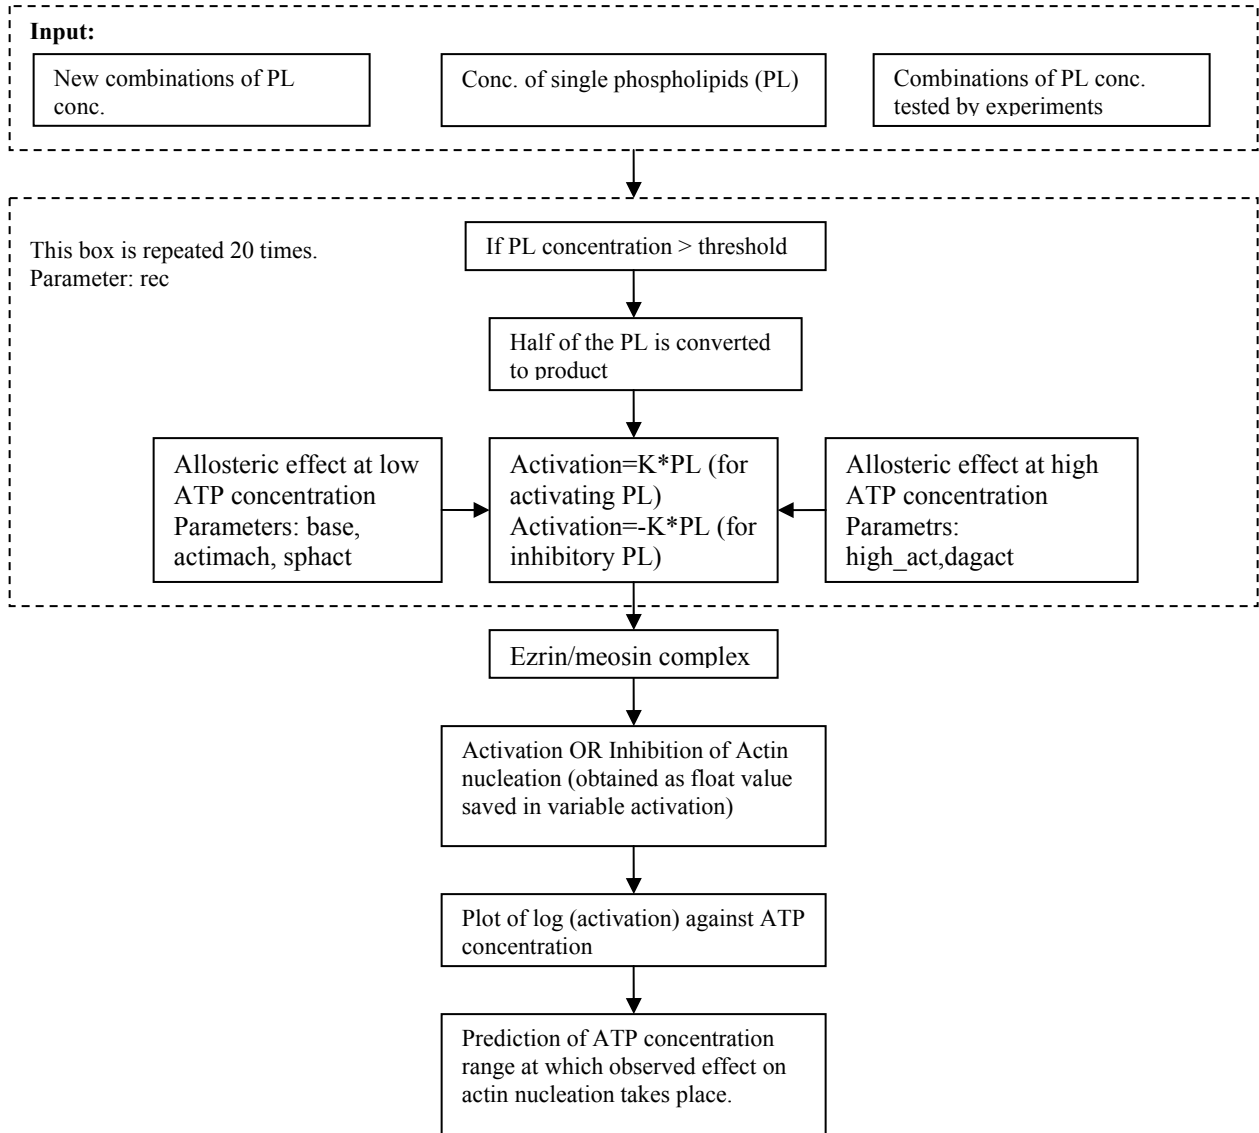 Input:
New combinations of PL
conc.
Conc. of single phospholipids (PL)
Combinations of PL conc.
tested by experiments
This box is repeated 20 times.
Parameter: rec
If PL concentration > threshold
Half of the PL is converted
to product
Allosteric effect at low
ATP concentration
Parameters: base,
actimach, sphact
Activation=K*PL (for
activating PL)
Activation=-K*PL (for
inhibitory PL)
Allosteric effect at high
ATP concentration
Parametrs:
high_act,dagact
Ezrin/meosin complex
Activation OR Inhibition of Actin
nucleation (obtained as float value
saved in variable activation)
Plot of log (activation) against ATP
concentration
Prediction of ATP concentration
range at which observed effect on
actin nucleation takes place.